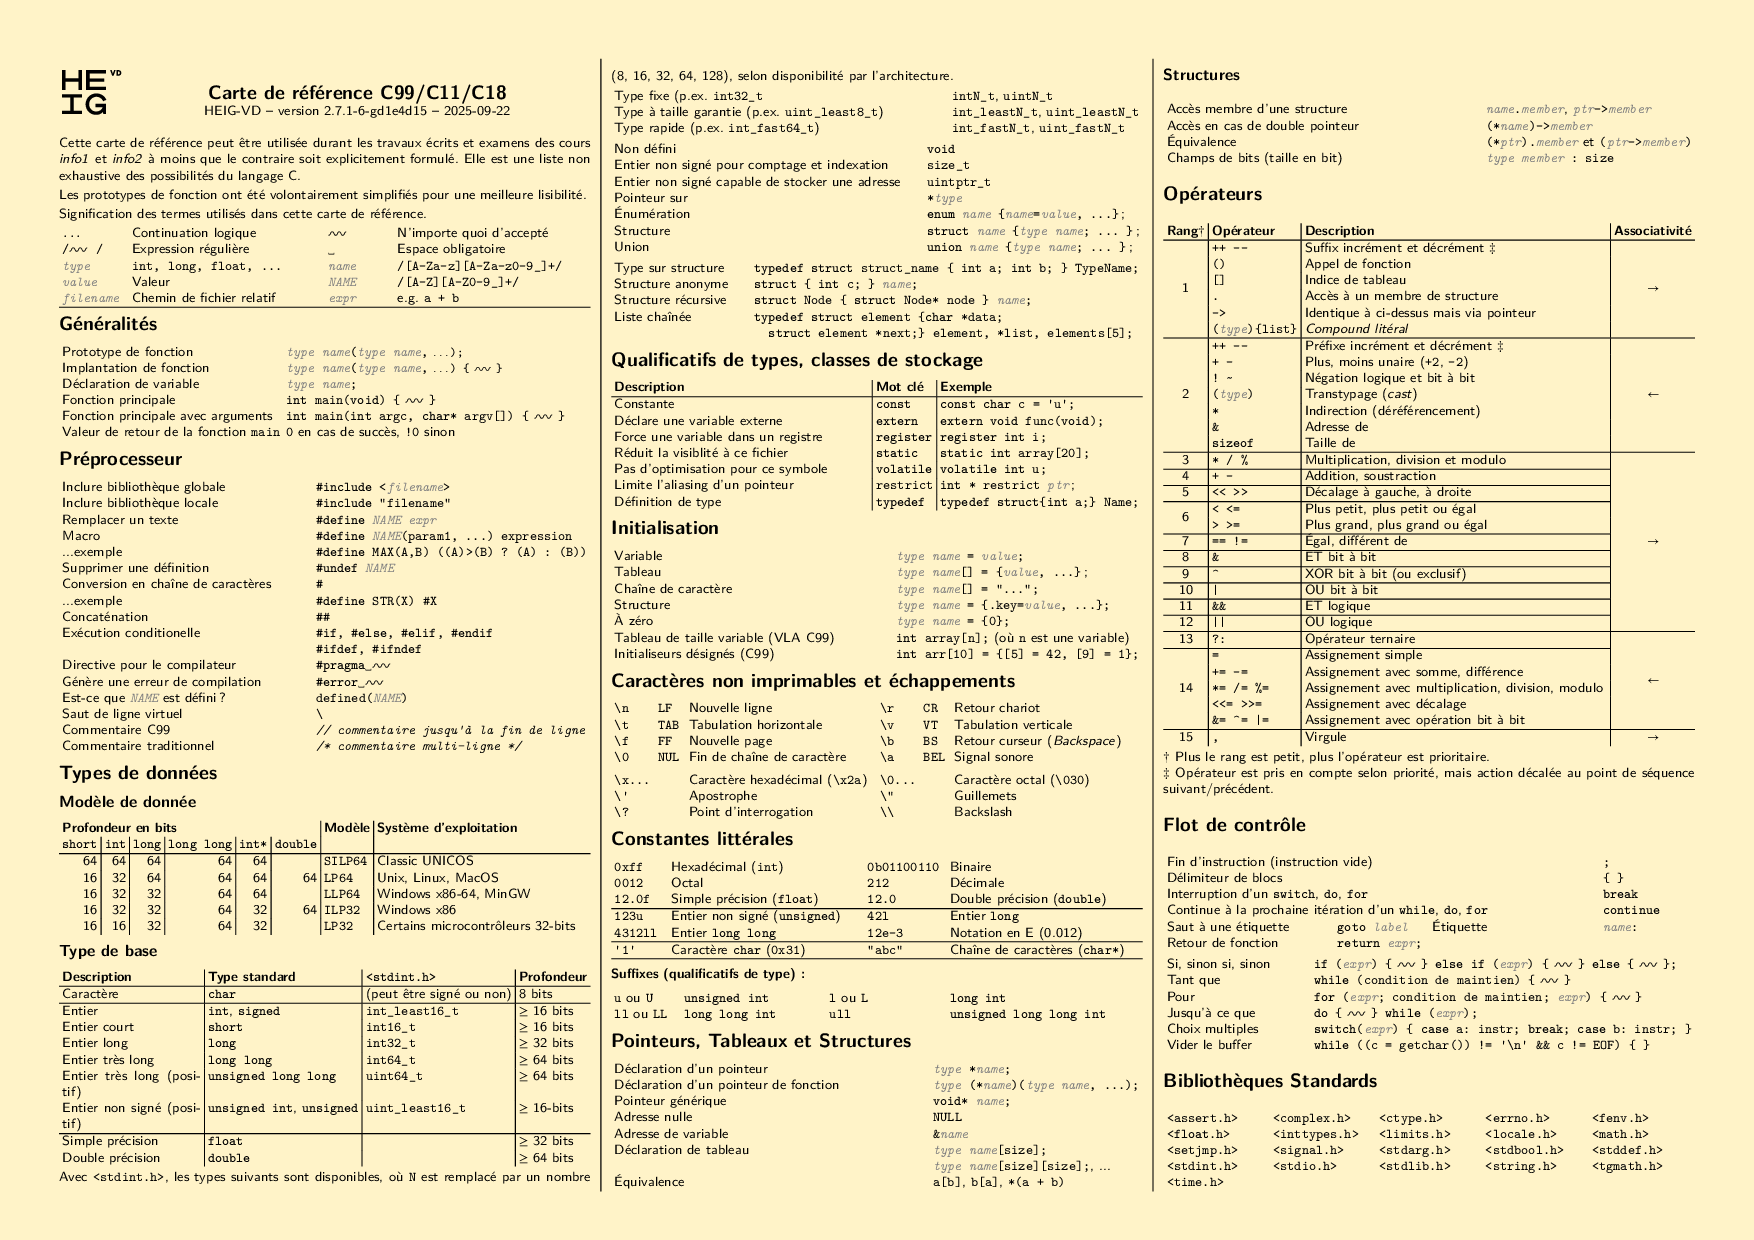 HE VD
IG
Carte de référence C99/C11/C18
HEIG-VD – version 2.7.1-6-gd1e4d15 – 2025-09-22
Cette carte de référence peut être utilisée durant les travaux écrits et examens des cours
info1 et info2 à moins que le contraire soit explicitement formulé. Elle est une liste non
exhaustive des possibilités du langage C.
Les prototypes de fonction ont été volontairement simplifiés pour une meilleure lisibilité.
Signification des termes utilisés dans cette carte de référence.
... Continuation logique ⁓ N'importe quoi d'accepté
/⁓ / Expression régulière ␣ Espace obligatoire
type int, long, float, ... name /[A-Za-z][A-Za-z0-9_]+/
value Valeur NAME /[A-Z][A-Z0-9_]+/
filename Chemin de fichier relatif expr e.g. a + b
Généralités
Prototype de fonction type name(type name, ...);
Implantation de fonction type name(type name, ...) { ⁓ }
Déclaration de variable type name;
Fonction principale int main(void) { ⁓ }
Fonction principale avec arguments int main(int argc, char* argv[]) { ⁓ }
Valeur de retour de la fonction main 0 en cas de succès, !0 sinon
Préprocesseur
Inclure bibliothèque globale #include <filename>
Inclure bibliothèque locale #include "filename"
Remplacer un texte #define NAME expr
Macro #define NAME(param1, ...) expression
...exemple #define MAX(A,B) ((A)>(B) ? (A) : (B))
Supprimer une définition #undef NAME
Conversion en chaîne de caractères #
...exemple #define STR(X) #X
Concaténation ##
Exécution conditionelle #if, #else, #elif, #endif
#ifdef, #ifndef
Directive pour le compilateur #pragma␣⁓
Génère une erreur de compilation #error␣⁓
Est-ce que NAME est défini ? defined(NAME)
Saut de ligne virtuel \
Commentaire C99 // commentaire jusqu'à la fin de ligne
Commentaire traditionnel /* commentaire multi-ligne */
Types de données
Modèle de donnée
Profondeur en bits Modèle Système d'exploitation
short int long long long int* double
64 64 64 64 64 SILP64 Classic UNICOS
16 32 64 64 64 64 LP64 Unix, Linux, MacOS
16 32 32 64 64 LLP64 Windows x86-64, MinGW
16 32 32 64 32 64 ILP32 Windows x86
16 16 32 64 32 LP32 Certains microcontrôleurs 32-bits
Type de base
Description Type standard <stdint.h> Profondeur
Caractère char (peut être signé ou non) 8 bits
Entier int, signed int_least16_t ≥ 16 bits
Entier court short int16_t ≥ 16 bits
Entier long long int32_t ≥ 32 bits
Entier très long long long int64_t ≥ 64 bits
Entier très long (posi- unsigned long long uint64_t ≥ 64 bits
tif)
Entier non signé (posi- unsigned int, unsigned uint_least16_t ≥ 16-bits
tif)
Simple précision float ≥ 32 bits
Double précision double ≥ 64 bits
Avec <stdint.h>, les types suivants sont disponibles, où N est remplacé par un nombre
(8, 16, 32, 64, 128), selon disponibilité par l'architecture.
Type fixe (p.ex. int32_t intN_t, uintN_t
Type à taille garantie (p.ex. uint_least8_t) int_leastN_t, uint_leastN_t
Type rapide (p.ex. int_fast64_t) int_fastN_t, uint_fastN_t
Non défini void
Entier non signé pour comptage et indexation size_t
Entier non signé capable de stocker une adresse uintptr_t
Pointeur sur *type
Énumération enum name {name=value, ...};
Structure struct name {type name; ... };
Union union name {type name; ... };
Type sur structure typedef struct struct_name { int a; int b; } TypeName;
Structure anonyme struct { int c; } name;
Structure récursive struct Node { struct Node* node } name;
Liste chaînée typedef struct element {char *data;
struct element *next;} element, *list, elements[5];
Qualificatifs de types, classes de stockage
Description Mot clé Exemple
Constante const const char c = 'u';
Déclare une variable externe extern extern void func(void);
Force une variable dans un registre register register int i;
Réduit la visiblité à ce fichier static static int array[20];
Pas d'optimisation pour ce symbole volatile volatile int u;
Limite l'aliasing d'un pointeur restrict int * restrict ptr;
Définition de type typedef typedef struct{int a;} Name;
Initialisation
Variable type name = value;
Tableau type name[] = {value, ...};
Chaîne de caractère type name[] = "...";
Structure type name = {.key=value, ...};
À zéro type name = {0};
Tableau de taille variable (VLA C99) int array[n]; (où n est une variable)
Initialiseurs désignés (C99) int arr[10] = {[5] = 42, [9] = 1};
Caractères non imprimables et échappements
\n LF Nouvelle ligne \r CR Retour chariot
\t TAB Tabulation horizontale \v VT Tabulation verticale
\f FF Nouvelle page \b BS Retour curseur (Backspace)
\0 NUL Fin de chaîne de caractère \a BEL Signal sonore
\x... Caractère hexadécimal (\x2a) \0... Caractère octal (\030)
\' Apostrophe \" Guillemets
\? Point d'interrogation \\ Backslash
Constantes littérales
0xff Hexadécimal (int) 0b01100110 Binaire
0012 Octal 212 Décimale
12.0f Simple précision (float) 12.0 Double précision (double)
123u Entier non signé (unsigned) 42l Entier long
4312ll Entier long long 12e-3 Notation en E (0.012)
'1' Caractère char (0x31) "abc" Chaîne de caractères (char*)
Suffixes (qualificatifs de type) :
u ou U unsigned int l ou L long int
ll ou LL long long int ull unsigned long long int
Pointeurs, Tableaux et Structures
Déclaration d'un pointeur type *name;
Déclaration d'un pointeur de fonction type (*name)(type name, ...);
Pointeur générique void* name;
Adresse nulle NULL
Adresse de variable &name
Déclaration de tableau type name[size];
type name[size][size];, ...
Équivalence a[b], b[a], *(a + b)
Structures
Accès membre d'une structure name.member, ptr->member
Accès en cas de double pointeur (*name)->member
Équivalence (*ptr).member et (ptr->member)
Champs de bits (taille en bit) type member : size
Opérateurs
Rang† Opérateur Description Associativité
++ -- Suffix incrément et décrément ‡
() Appel de fonction
[] Indice de tableau
1 →
. Accès à un membre de structure
-> Identique à ci-dessus mais via pointeur
(type){list} Compound litéral
++ -- Préfixe incrément et décrément ‡
+ - Plus, moins unaire (+2, -2)
! ~ Négation logique et bit à bit
2 (type) Transtypage (cast) ←
* Indirection (déréférencement)
& Adresse de
sizeof Taille de
3 * / % Multiplication, division et modulo
4 + - Addition, soustraction
5 << >> Décalage à gauche, à droite
6 < <= Plus petit, plus petit ou égal
> >= Plus grand, plus grand ou égal
7 == != Égal, différent de →
8 & ET bit à bit
9 ^ XOR bit à bit (ou exclusif)
10 | OU bit à bit
11 && ET logique
12 || OU logique
13 ?: Opérateur ternaire
= Assignement simple
+= -= Assignement avec somme, différence
14 *= /= %= Assignement avec multiplication, division, modulo ←
<<= >>= Assignement avec décalage
&= ^= |= Assignement avec opération bit à bit
15 , Virgule →
† Plus le rang est petit, plus l'opérateur est prioritaire.
‡ Opérateur est pris en compte selon priorité, mais action décalée au point de séquence
suivant/précédent.
Flot de contrôle
Fin d'instruction (instruction vide) ;
Délimiteur de blocs { }
Interruption d'un switch, do, for break
Continue à la prochaine itération d'un while, do, for continue
Saut à une étiquette goto label Étiquette name:
Retour de fonction return expr;
Si, sinon si, sinon if (expr) { ⁓ } else if (expr) { ⁓ } else { ⁓ };
Tant que while (condition de maintien) { ⁓ }
Pour for (expr; condition de maintien; expr) { ⁓ }
Jusqu'à ce que do { ⁓ } while (expr);
Choix multiples switch(expr) { case a: instr; break; case b: instr; }
Vider le buffer while ((c = getchar()) != '\n' && c != EOF) { }
Bibliothèques Standards
<assert.h> <complex.h> <ctype.h> <errno.h> <fenv.h>
<float.h> <inttypes.h> <limits.h> <locale.h> <math.h>
<setjmp.h> <signal.h> <stdarg.h> <stdbool.h> <stddef.h>
<stdint.h> <stdio.h> <stdlib.h> <string.h> <tgmath.h>
<time.h>